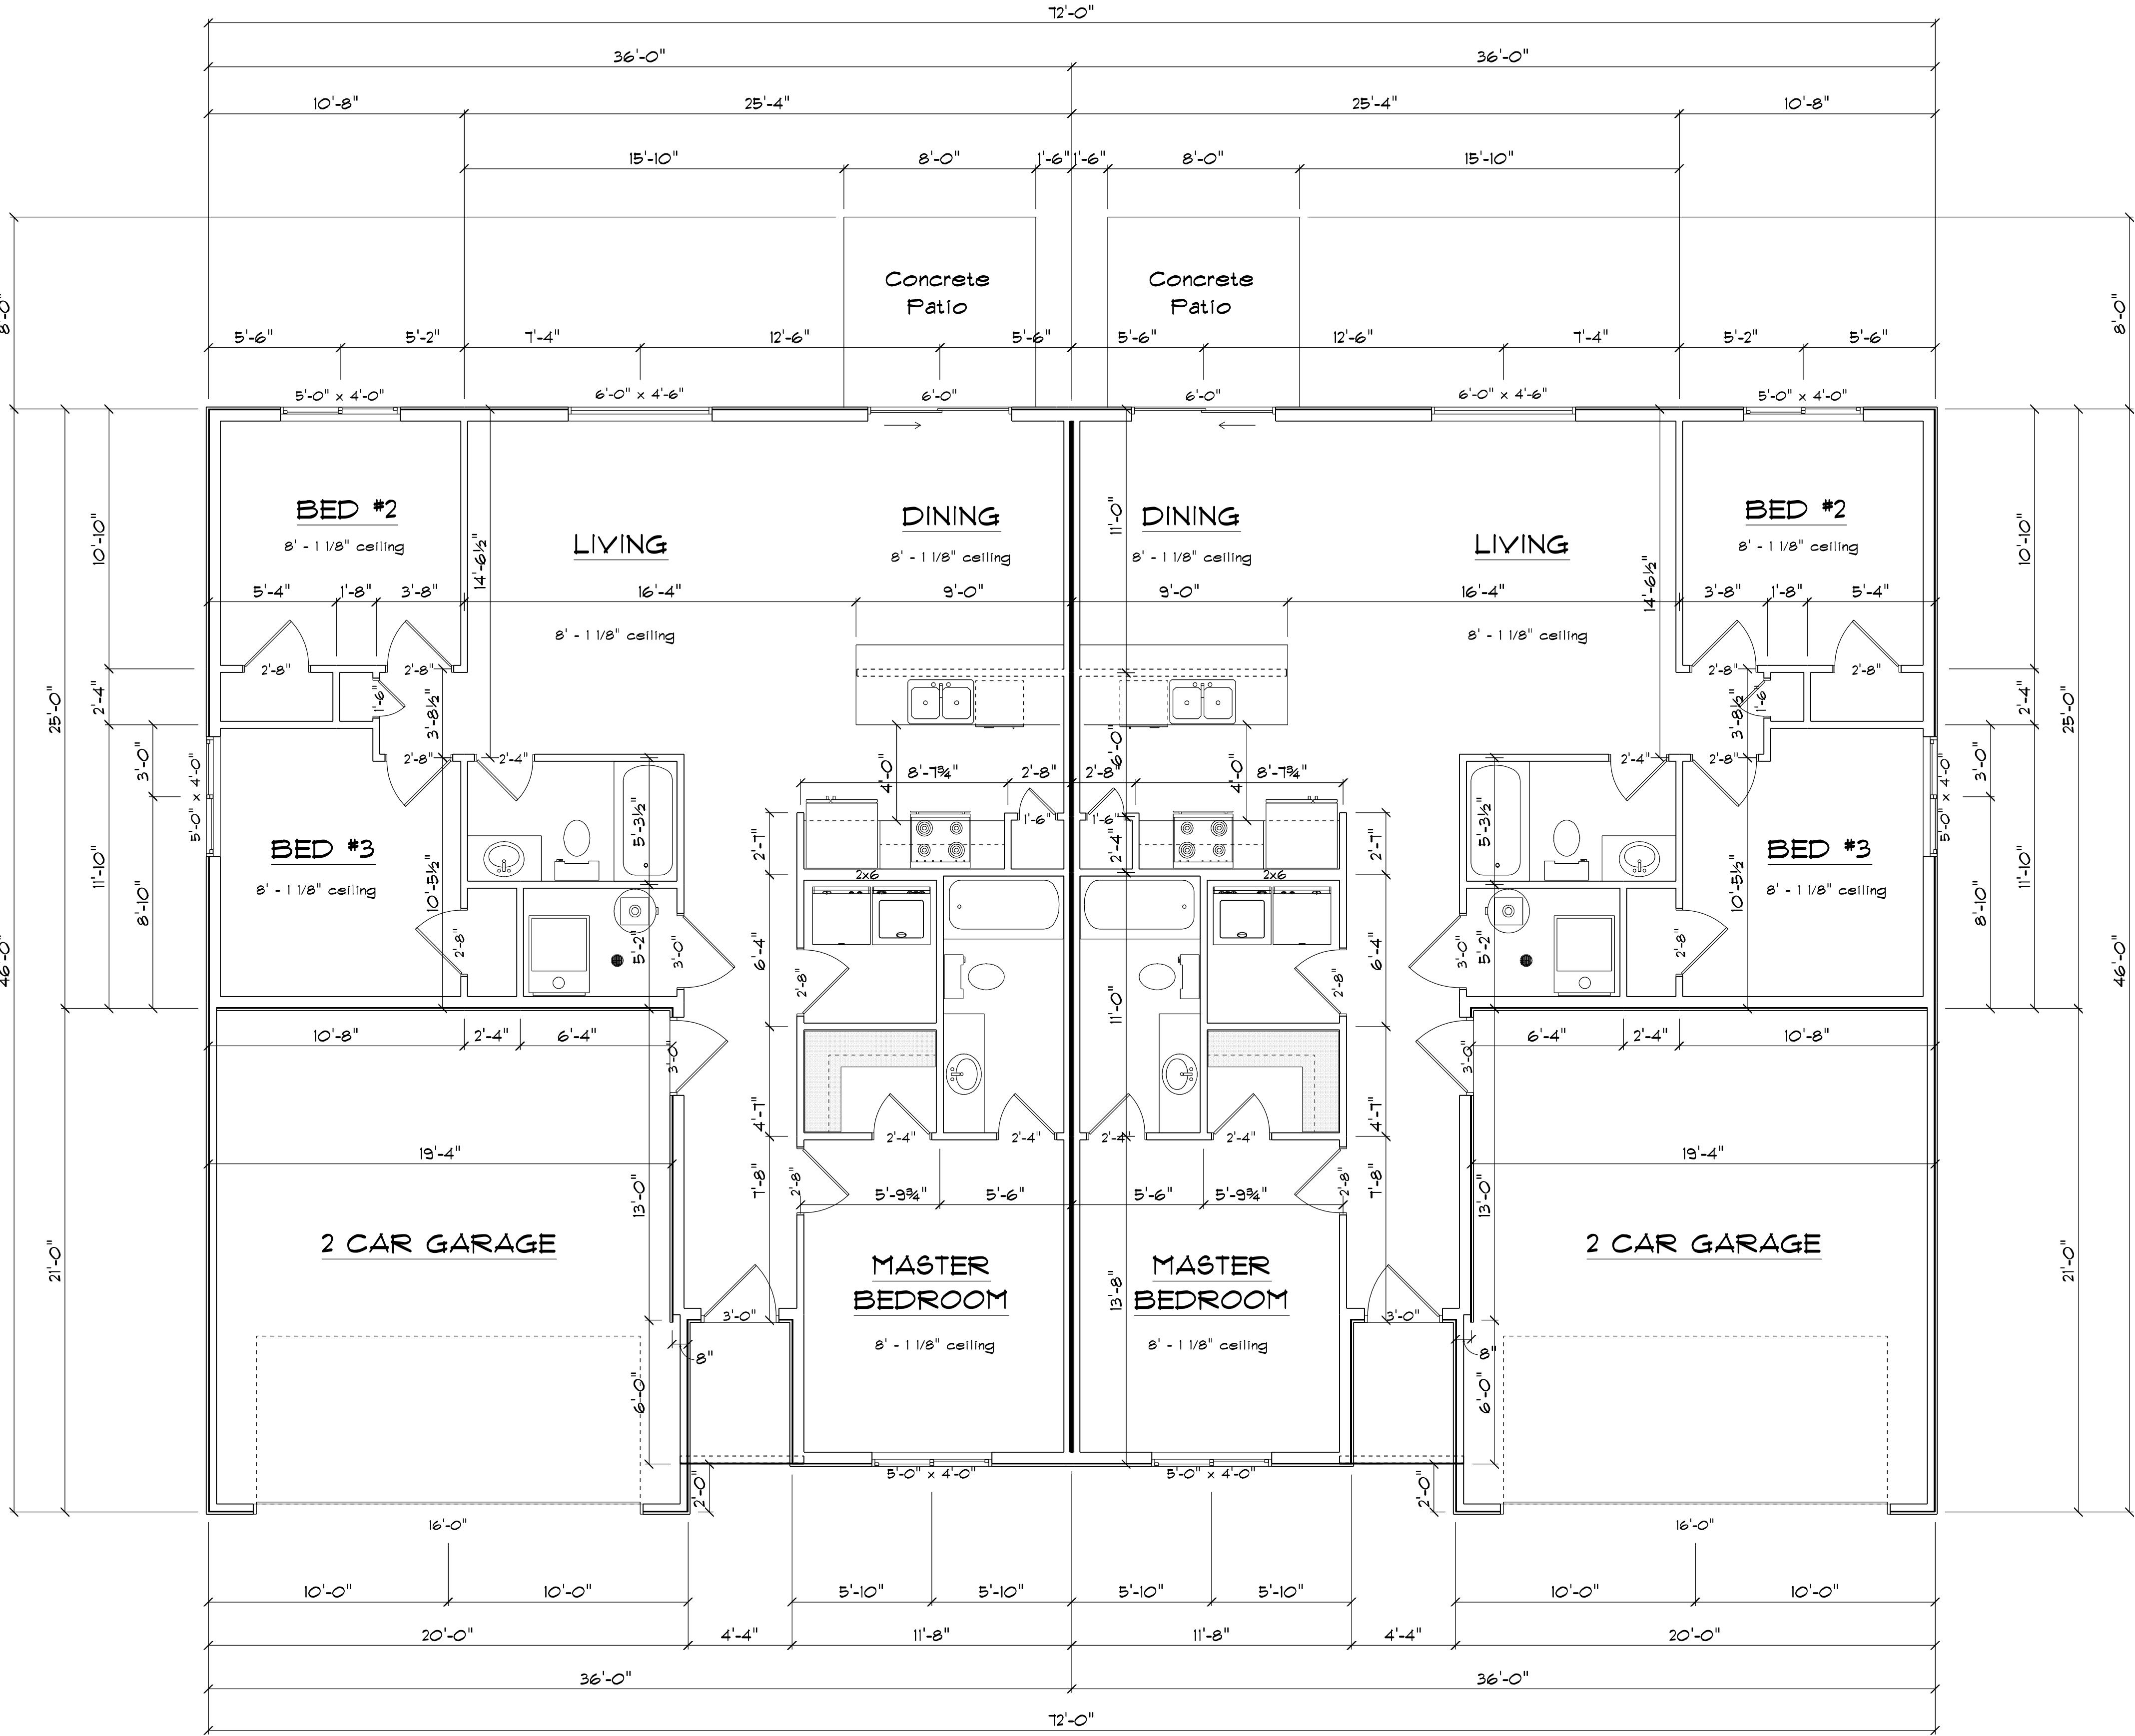 72'-0"
36'-0" 36'-0"
10'-8" 25'-4" 25'-4" 10'-8"
15'-10" 8'-0" 1'-6" 1'-6" 8'-0" 15'-10"
Concrete Concrete
Patio Patio
8'-0" 8'-0"
5'-6" 5'-2" 7'-4" 12'-6" 5'-6" 5'-6" 12'-6" 7'-4" 5'-2" 5'-6"
5'-0" x 4'-0" 6'-0" x 4'-6" 6'-0" 6'-0" 6'-0" x 4'-6" 5'-0" x 4'-0"
BED #2 DINING DINING BED #2
11'-0"
8' - 1 1/8" ceiling LIVING 8' - 1 1/8" ceiling 8' - 1 1/8" ceiling LIVING 8' - 1 1/8" ceiling
10'-10" 14'-6½" 14'-6½" 10'-10"
5'-4" 1'-8" 3'-8" 16'-4" 9'-0" 9'-0" 16'-4" 3'-8" 1'-8" 5'-4"
8' - 1 1/8" ceiling 8' - 1 1/8" ceiling
2'-8" 2'-8" 2'-8" 2'-8"
25'-0" 2'-4" 1'-6" 3'-8½" 3'-8½" 1'-6" 2'-4" 25'-0"
6'-0"
3'-0" 5'-0" x 4'-0" 2'-8" 2'-4" 4'-0" 4'-0" 2'-4" 2'-8" 5'-0" x 4'-0" 3'-0"
8'-7¾" 2'-8" 2'-8" 8'-7¾"
5'-3½" 1'-6" 1'-6" 5'-3½"
BED #3 2'-7" 2'-4" 2'-7" BED #3
11'-10" 8'-10" 8' - 1 1/8" ceiling 10'-5½" 2x6 2x6 10'-5½" 8' - 1 1/8" ceiling 8'-10" 11'-10"
46'-0" 2'-8" 5'-2" 3'-0" 6'-4" 6'-4" 3'-0" 5'-2" 2'-8" 46'-0"
2'-8" 2'-8"
11'-0"
10'-8" 2'-4" 6'-4" 6'-4" 2'-4" 10'-8"
3'-0" 3'-0"
4'-7" 4'-7"
2'-4" 2'-4" 2'-4" 2'-4"
19'-4" 19'-4"
13'-0" 7'-8" 2'-8" 5'-9¾" 5'-6" 5'-6" 5'-9¾" 2'-8" 7'-8" 13'-0"
21'-0" 2 CAR GARAGE MASTER MASTER 2 CAR GARAGE 21'-0"
BEDROOM 13'-8" BEDROOM
3'-0" 3'-0"
8" 8' - 1 1/8" ceiling 8' - 1 1/8" ceiling 8"
6'-0" 6'-0"
5'-0" x 4'-0" 5'-0" x 4'-0"
2'-0" 2'-0"
16'-0" 16'-0"
10'-0" 10'-0" 5'-10" 5'-10" 5'-10" 5'-10" 10'-0" 10'-0"
20'-0" 4'-4" 11'-8" 11'-8" 4'-4" 20'-0"
36'-0" 36'-0"
72'-0"